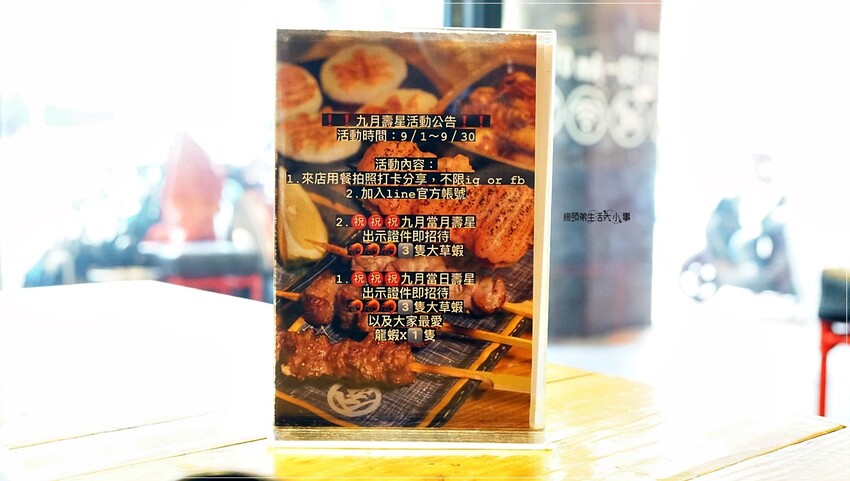 ❗❗九月壽星活動公告❗❗
活動時間：9/1～9/30
活動內容：
1.來店用餐拍照打卡分享，不限ig or fb
2.加入line官方帳號
2.㊗㊗㊗九月當月壽星
出示證件即招待
🦐🦐🦐3隻大草蝦
1.㊗㊗㊗九月當日壽星
出示證件即招待
🦐🦐🦐3隻大草蝦
以及大家最愛
龍蝦x1隻
饅頭弟生活大小事